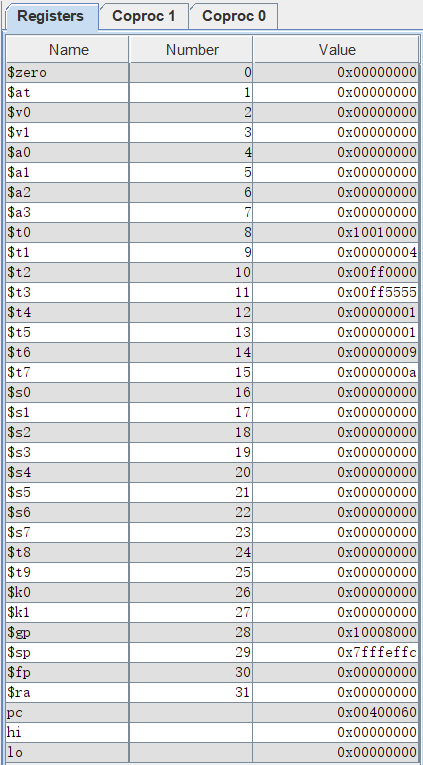 Registers Coproc 1 Coproc 0
Name Number Value
$zero 0 0x00000000
$at 1 0x00000000
$v0 2 0x00000000
$v1 3 0x00000000
$a0 4 0x00000000
$a1 5 0x00000000
$a2 6 0x00000000
$a3 7 0x00000000
$t0 8 0x10010000
$t1 9 0x00000004
$t2 10 0x00ff0000
$t3 11 0x00ff5555
$t4 12 0x00000001
$t5 13 0x00000001
$t6 14 0x00000009
$t7 15 0x0000000a
$s0 16 0x00000000
$s1 17 0x00000000
$s2 18 0x00000000
$s3 19 0x00000000
$s4 20 0x00000000
$s5 21 0x00000000
$s6 22 0x00000000
$s7 23 0x00000000
$t8 24 0x00000000
$t9 25 0x00000000
$k0 26 0x00000000
$k1 27 0x00000000
$gp 28 0x10008000
$sp 29 0x7fffeffc
$fp 30 0x00000000
$ra 31 0x00000000
pc 0x00400060
hi 0x00000000
lo 0x00000000